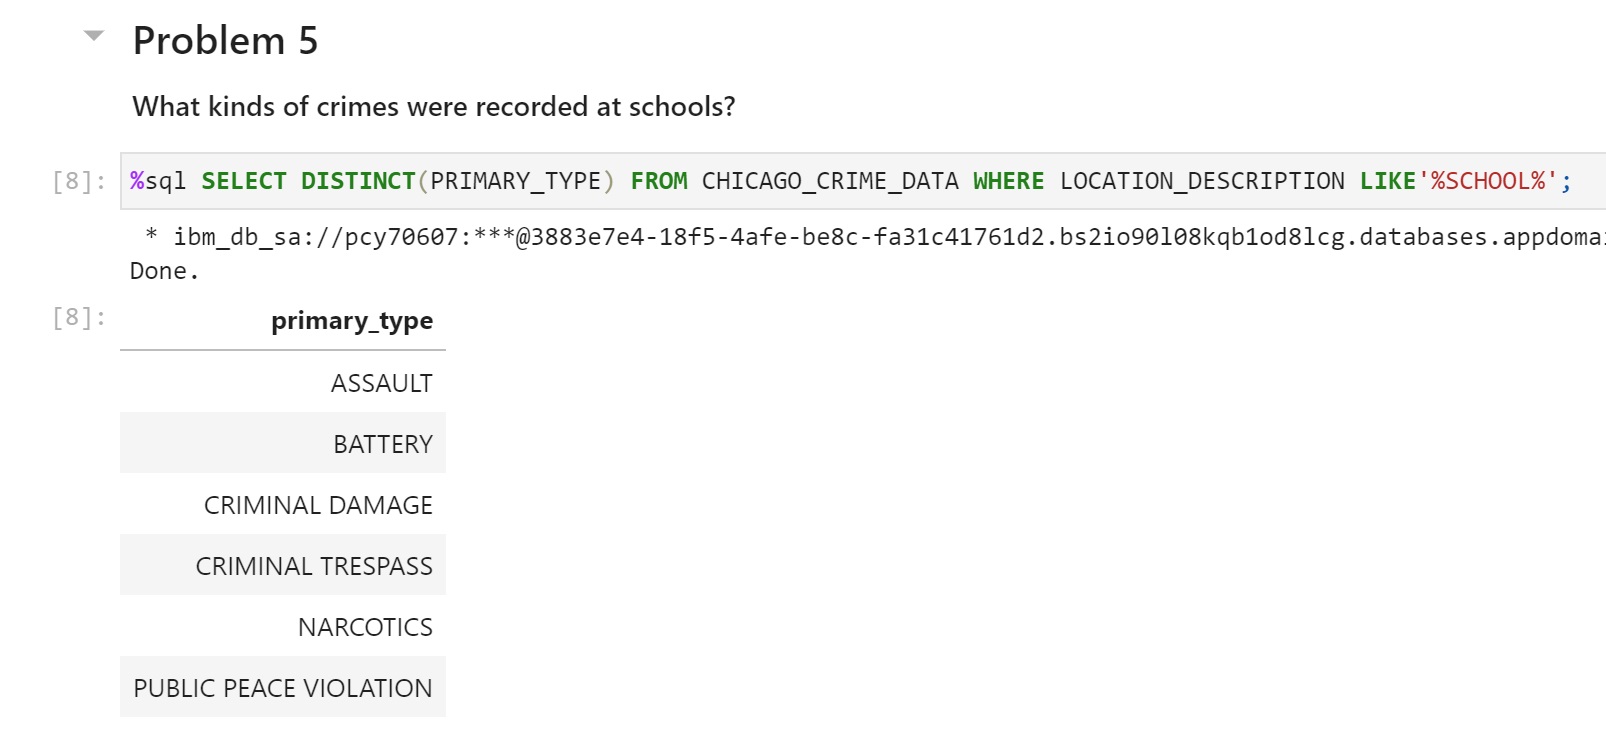 Problem 5
What kinds of crimes were recorded at schools?
[8]: %sql SELECT DISTINCT(PRIMARY_TYPE) FROM CHICAGO_CRIME_DATA WHERE LOCATION_DESCRIPTION LIKE'%SCHOOL%';
* ibm_db_sa://pcy70607:***@3883e7e4-18f5-4afe-be8c-fa31c41761d2.bs2io90l08kqb1od8lcg.databases.appdomai
Done.
[8]: primary_type
ASSAULT
BATTERY
CRIMINAL DAMAGE
CRIMINAL TRESPASS
NARCOTICS
PUBLIC PEACE VIOLATION